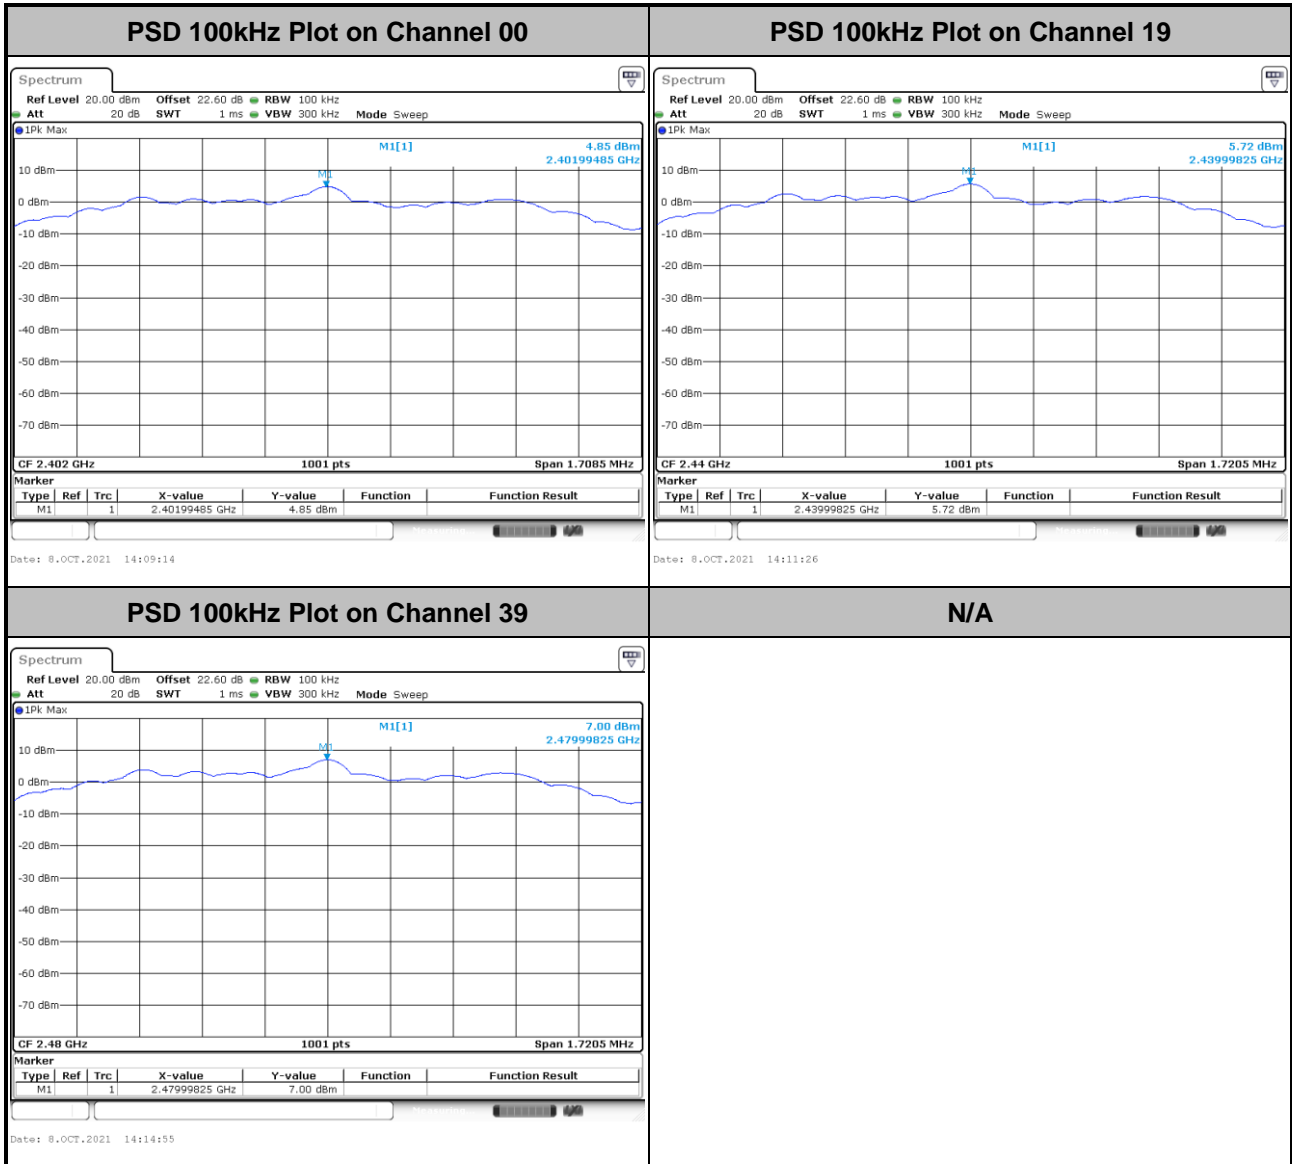 PSD 100kHz Plot on Channel 00
Spectrum
Ref Level 20.00 dBm Offset 22.60 dB RBW 100 kHz
Att 20 dB SWT 1 ms VBW 300 kHz Mode Sweep
1Pk Max
M1[1] 4.85 dBm
2.40199485 GHz
M1
10 dBm
0 dBm
-10 dBm
-20 dBm
-30 dBm
-40 dBm
-50 dBm
-60 dBm
-70 dBm
CF 2.402 GHz 1001 pts Span 1.7085 MHz
Marker
Type Ref Trc X-value Y-value Function Function Result
M1 1 2.40199485 GHz 4.85 dBm
Measuring
Date: 8.OCT.2021 14:09:14
PSD 100kHz Plot on Channel 19
Spectrum
Ref Level 20.00 dBm Offset 22.60 dB RBW 100 kHz
Att 20 dB SWT 1 ms VBW 300 kHz Mode Sweep
1Pk Max
M1[1] 5.72 dBm
2.43999825 GHz
M1
10 dBm
0 dBm
-10 dBm
-20 dBm
-30 dBm
-40 dBm
-50 dBm
-60 dBm
-70 dBm
CF 2.44 GHz 1001 pts Span 1.7205 MHz
Marker
Type Ref Trc X-value Y-value Function Function Result
M1 1 2.43999825 GHz 5.72 dBm
Measuring
Date: 8.OCT.2021 14:11:26
PSD 100kHz Plot on Channel 39
Spectrum
Ref Level 20.00 dBm Offset 22.60 dB RBW 100 kHz
Att 20 dB SWT 1 ms VBW 300 kHz Mode Sweep
1Pk Max
M1[1] 7.00 dBm
2.47999825 GHz
M1
10 dBm
0 dBm
-10 dBm
-20 dBm
-30 dBm
-40 dBm
-50 dBm
-60 dBm
-70 dBm
CF 2.48 GHz 1001 pts Span 1.7205 MHz
Marker
Type Ref Trc X-value Y-value Function Function Result
M1 1 2.47999825 GHz 7.00 dBm
Measuring
Date: 8.OCT.2021 14:14:55
N/A